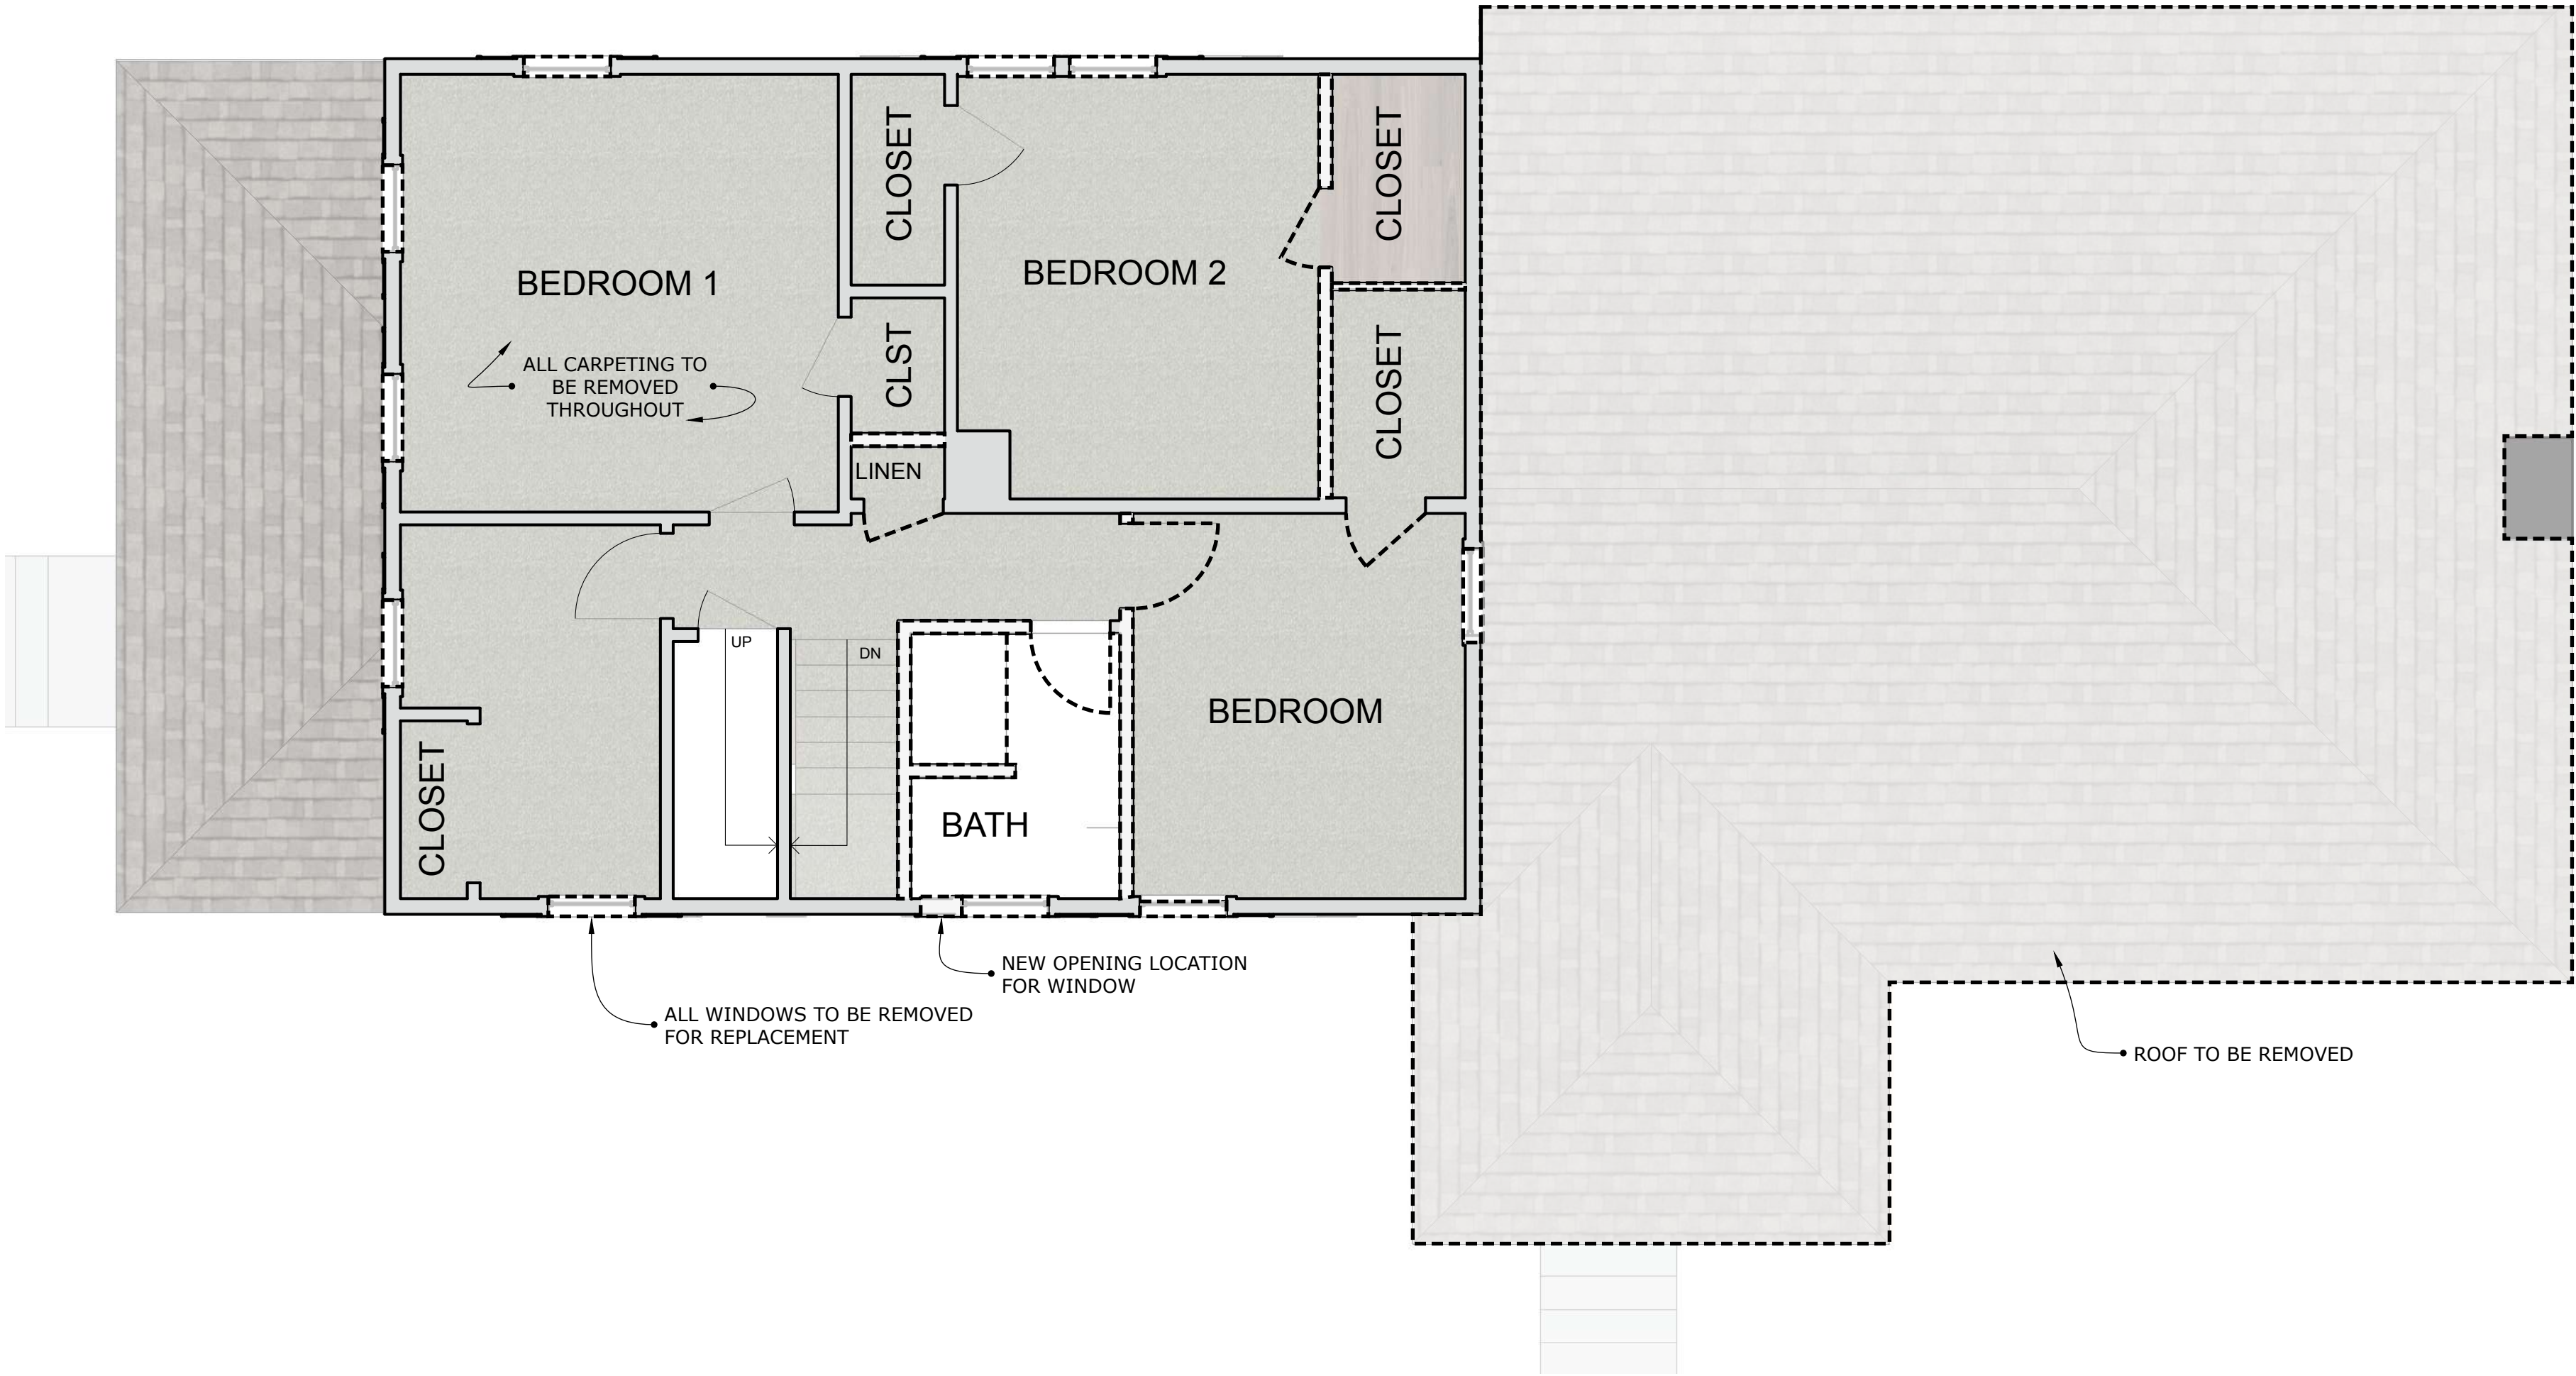 CLOSET
CLOSET
BEDROOM 1
BEDROOM 2
ALL CARPETING TO
BE REMOVED
THROUGHOUT
CLST
CLOSET
LINEN
UP
DN
BEDROOM
CLOSET
BATH
NEW OPENING LOCATION
FOR WINDOW
ALL WINDOWS TO BE REMOVED
FOR REPLACEMENT
ROOF TO BE REMOVED